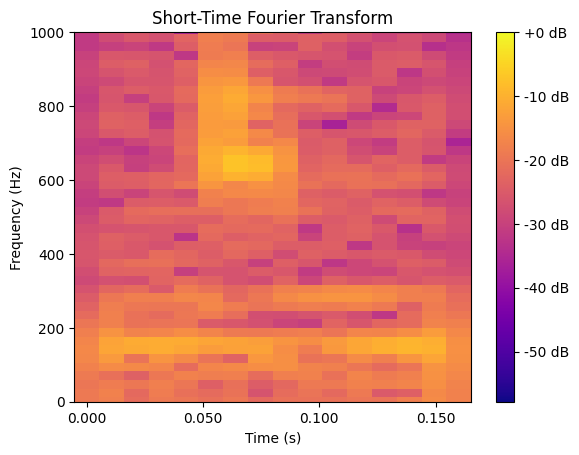 Short-Time Fourier Transform
1000
800
600
400
200
0
Frequency (Hz)
0.000
0.050
0.100
0.150
Time (s)
+0 dB
-10 dB
-20 dB
-30 dB
-40 dB
-50 dB